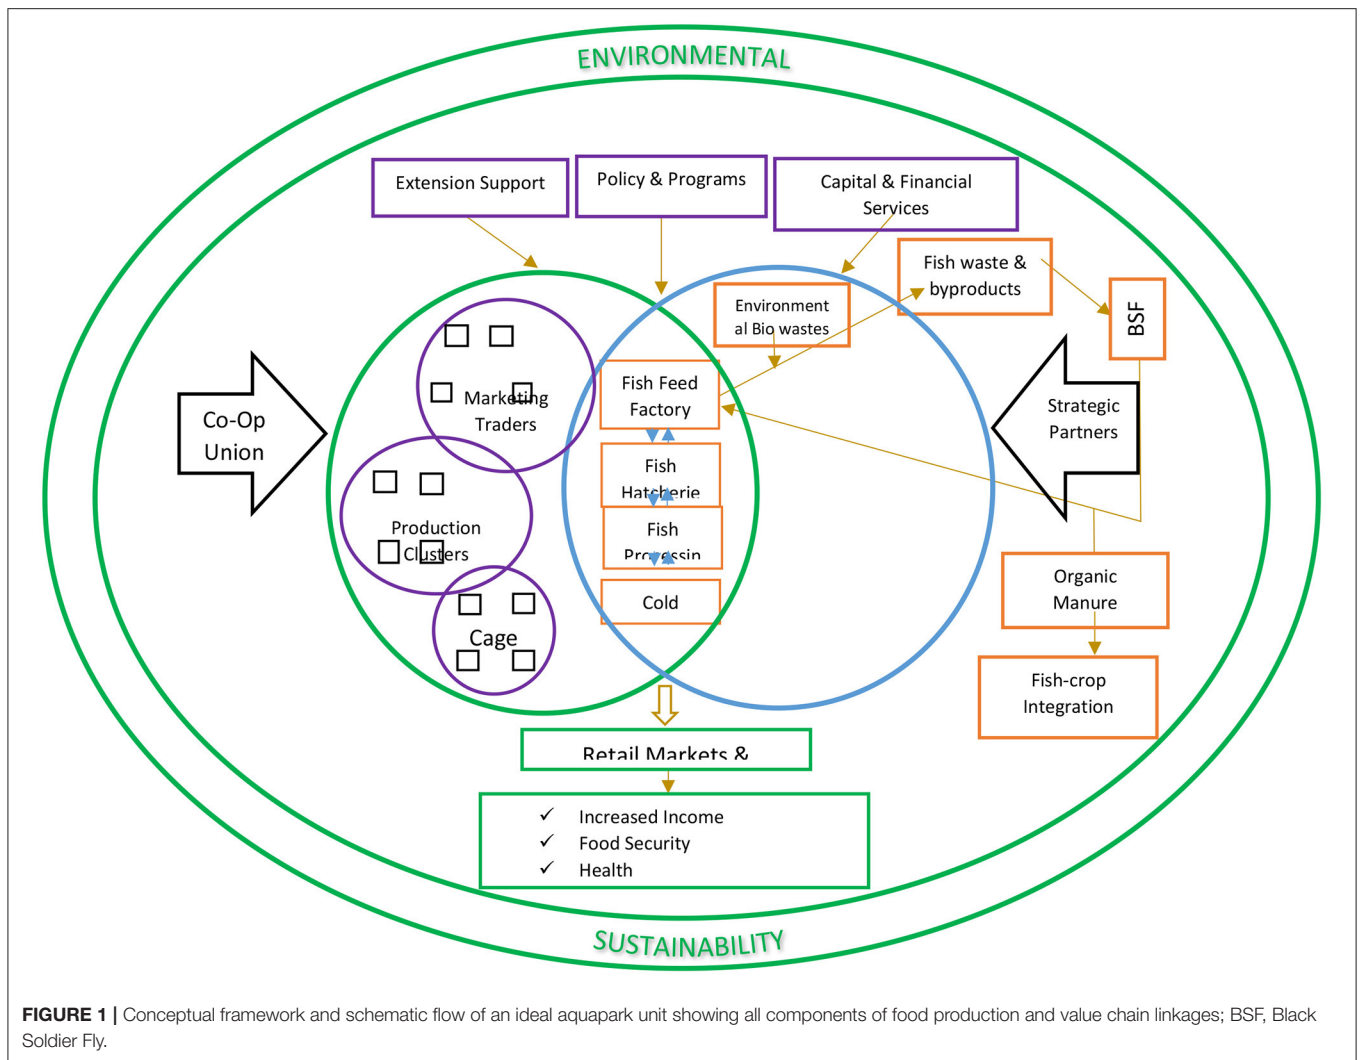 ENVIRONMENTAL
Extension Support
Policy & Programs
Capital & Financial
Services
Fish waste &
byproducts
Environment
al Bio wastes
BSF
Marketing
Traders
Fish Feed
Factory
Co-Op
Union
Strategic
Partners
Fish
Hatcherie
Production
Clusters
Fish
Processin
Cold
Cage
Organic
Manure
Fish-crop
Integration
Retail Markets &
✓ Increased Income
✓ Food Security
✓ Health
SUSTAINABILITY
FIGURE 1 | Conceptual framework and schematic flow of an ideal aquapark unit showing all components of food production and value chain linkages; BSF, Black
Soldier Fly.